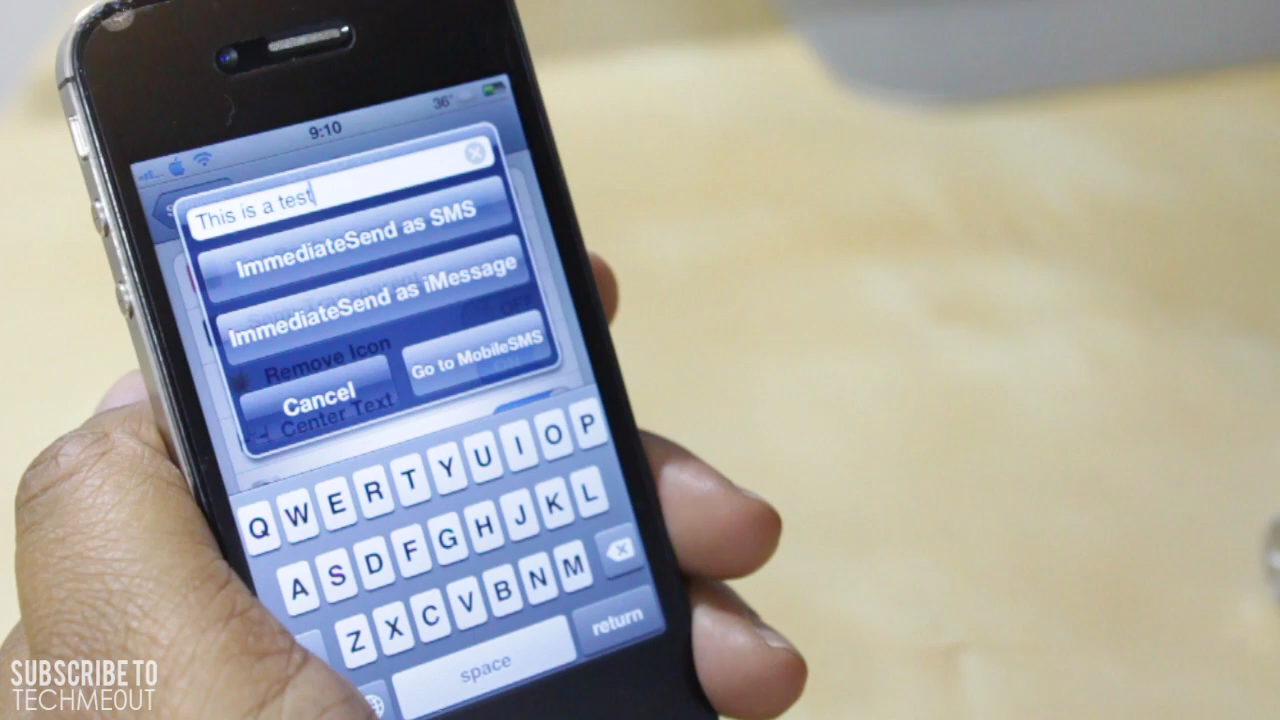 36°
9:10
This is a test
ImmediateSend as SMS
ImmediateSend as iMessage
Remove Icon
Go to MobileSMS
Cancel
Center Text
Q W E R T Y U I O P
A S D F G H J K L
Z X C V B N M
space
return
SUBSCRIBE TO
TECHMEOUT